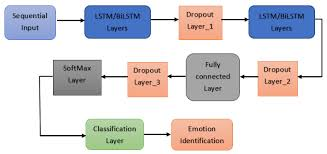 Sequential
Input
LSTM/BiLSTM
Layers
Dropout
Layer_1
LSTM/BiLSTM
Layers
SoftMax
Layer
Dropout
Layer_3
Fully
connected
Layer
Dropout
Layer_2
Classification
Layer
Emotion
Identification